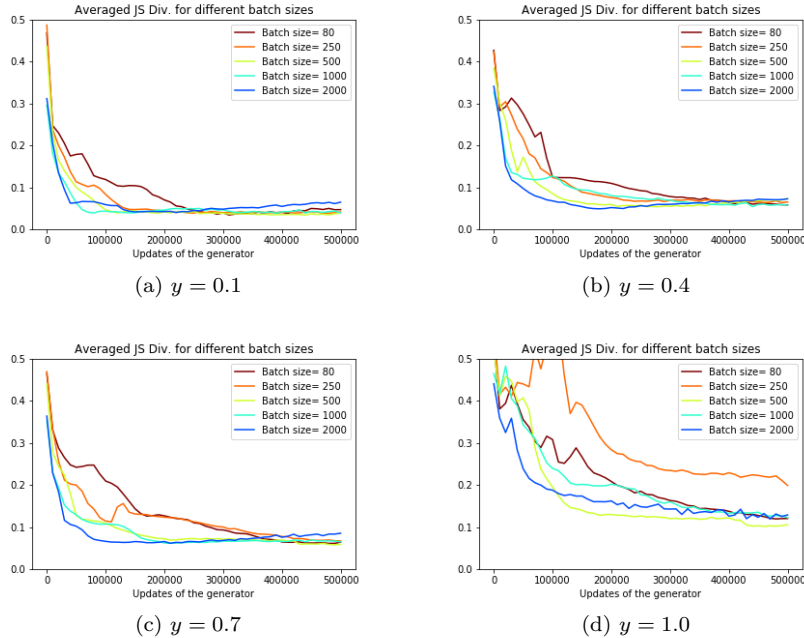 Averaged JS Div. for different batch sizes
0.5
0.4
0.3
0.2
0.1
0.0
Batch size= 80
Batch size= 250
Batch size= 500
Batch size= 1000
Batch size= 2000
0 100000 200000 300000 400000 500000
Updates of the generator
(a) y = 0.1
Averaged JS Div. for different batch sizes
0.5
0.4
0.3
0.2
0.1
0.0
Batch size= 80
Batch size= 250
Batch size= 500
Batch size= 1000
Batch size= 2000
0 100000 200000 300000 400000 500000
Updates of the generator
(b) y = 0.4
Averaged JS Div. for different batch sizes
0.5
0.4
0.3
0.2
0.1
0.0
Batch size= 80
Batch size= 250
Batch size= 500
Batch size= 1000
Batch size= 2000
0 100000 200000 300000 400000 500000
Updates of the generator
(c) y = 0.7
Averaged JS Div. for different batch sizes
0.5
0.4
0.3
0.2
0.1
0.0
Batch size= 80
Batch size= 250
Batch size= 500
Batch size= 1000
Batch size= 2000
0 100000 200000 300000 400000 500000
Updates of the generator
(d) y = 1.0